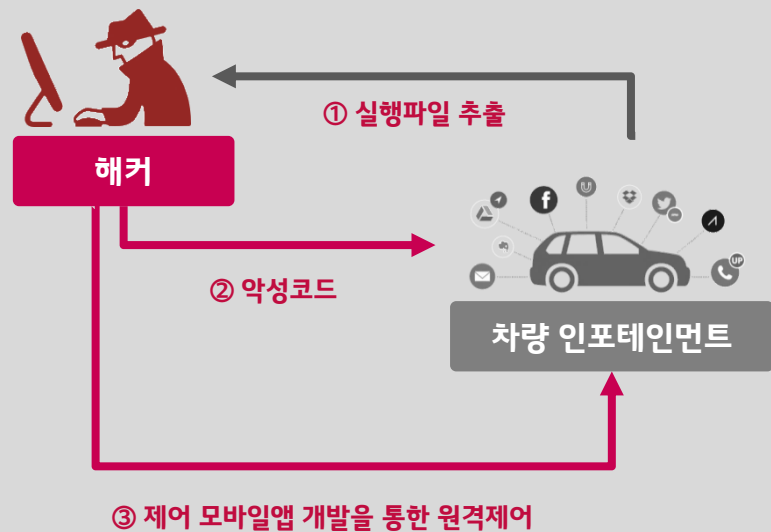 ① 실행파일 추출
해커
② 악성코드
UP
차량 인포테인먼트
③ 제어 모바일앱 개발을 통한 원격제어